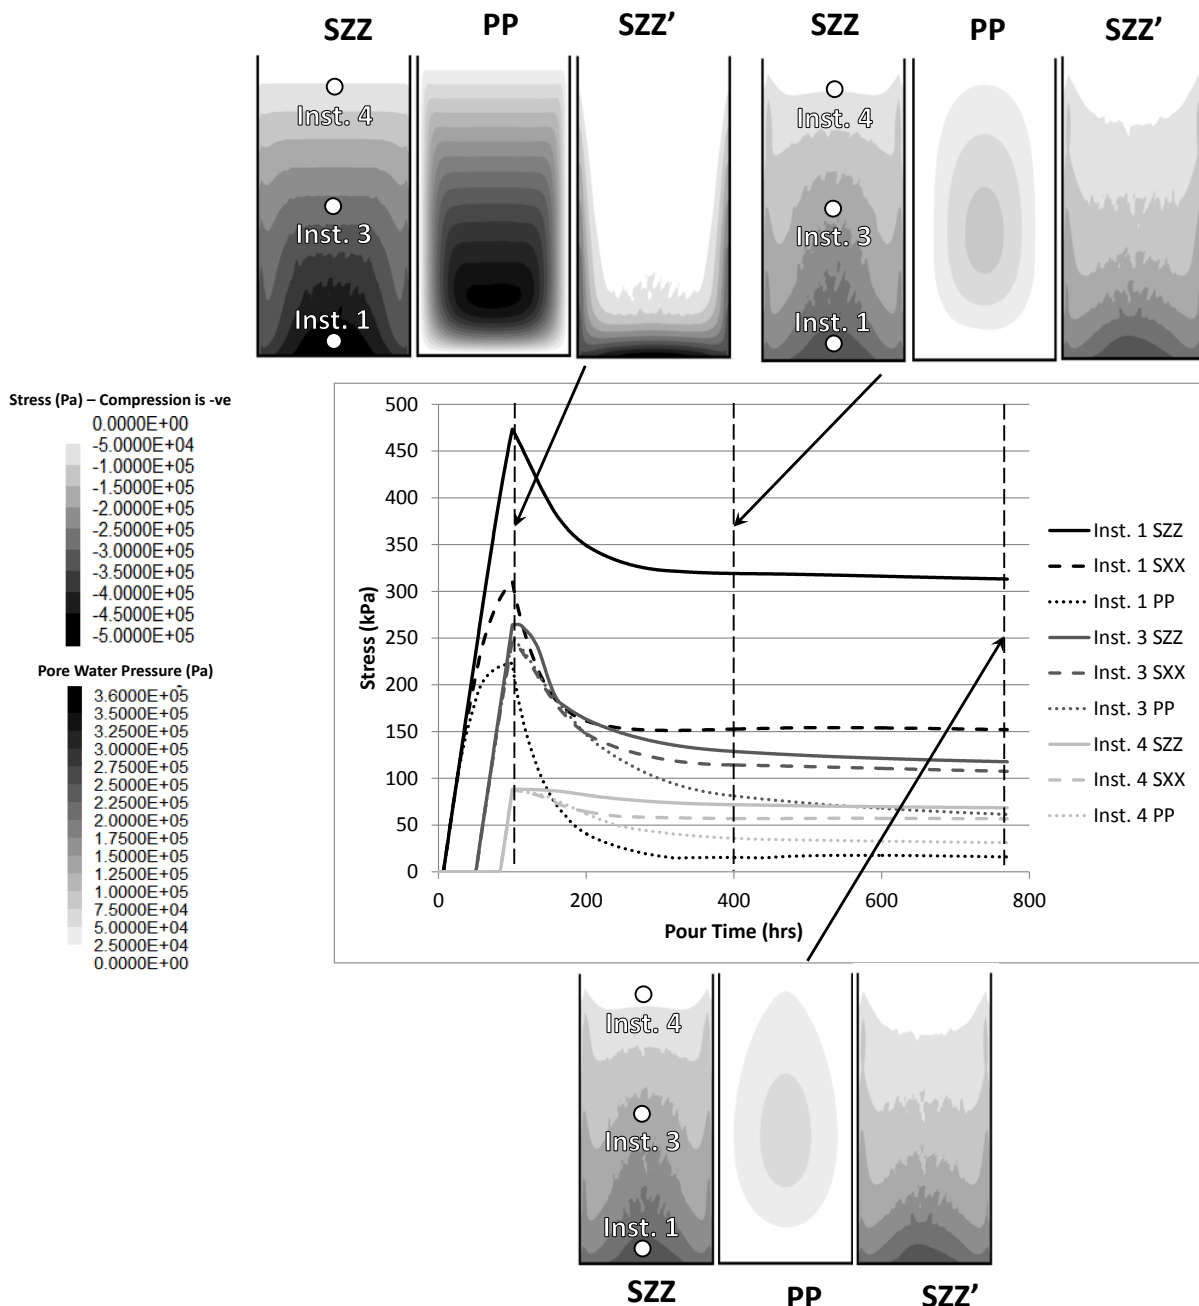 SZZ PP SZZ’ SZZ PP SZZ’
Inst. 4
Inst. 3
Inst. 1
Inst. 4
Inst. 3
Inst. 1
Stress (Pa) – Compression is -ve
0.0000E+00
-5.0000E+04
-1.0000E+05
-1.5000E+05
-2.0000E+05
-2.5000E+05
-3.0000E+05
-3.5000E+05
-4.0000E+05
-4.5000E+05
-5.0000E+05
Pore Water Pressure (Pa)
3.6000E+05
3.5000E+05
3.2500E+05
3.0000E+05
2.7500E+05
2.5000E+05
2.2500E+05
2.0000E+05
1.7500E+05
1.5000E+05
1.2500E+05
1.0000E+05
7.5000E+04
5.0000E+04
2.5000E+04
0.0000E+00
Stress (kPa)
500
450
400
350
300
250
200
150
100
50
0
0 200 400 600 800
Pour Time (hrs)
Inst. 1 SZZ
Inst. 1 SXX
Inst. 1 PP
Inst. 3 SZZ
Inst. 3 SXX
Inst. 3 PP
Inst. 4 SZZ
Inst. 4 SXX
Inst. 4 PP
Inst. 4
Inst. 3
Inst. 1
SZZ PP SZZ’